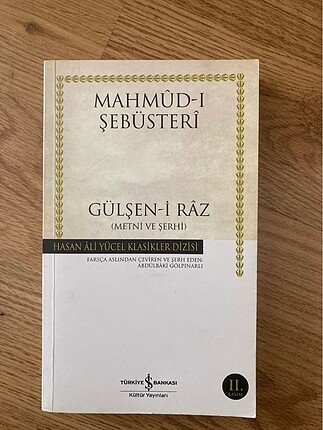 MAHMÛD-I
ŞEBÜSTERÎ
GÜLŞEN-İ RÂZ
(METNİ VE ŞERHİ)
HASAN ÂLİ YÜCEL KLASİKLER DİZİSİ
FARSÇA ASLINDAN ÇEVİREN VE ŞERH EDEN:
ABDÜLBÂKİ GÖLPINARLI
TÜRKİYE İŞ BANKASI
Kültür Yayınları
II.
BASIM